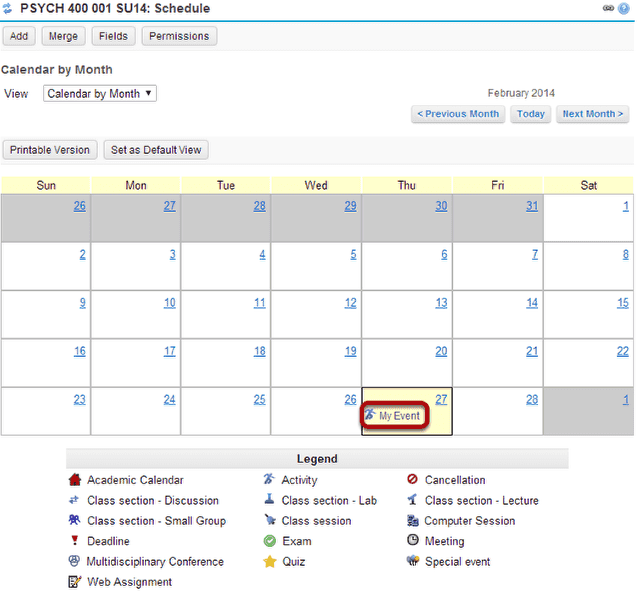 PSYCH 400 001 SU14: Schedule
Add Merge Fields Permissions
Calendar by Month
View Calendar by Month
February 2014
< Previous Month Today Next Month >
Printable Version Set as Default View
Sun Mon Tue Wed Thu Fri Sat
26 27 28 29 30 31 1
2 3 4 5 6 7 8
9 10 11 12 13 14 15
16 17 18 19 20 21 22
23 24 25 26 27 28 1
My Event
Legend
Academic Calendar Activity Cancellation
Class section - Discussion Class section - Lab Class section - Lecture
Class section - Small Group Class session Computer Session
Deadline Exam Meeting
Multidisciplinary Conference Quiz Special event
Web Assignment